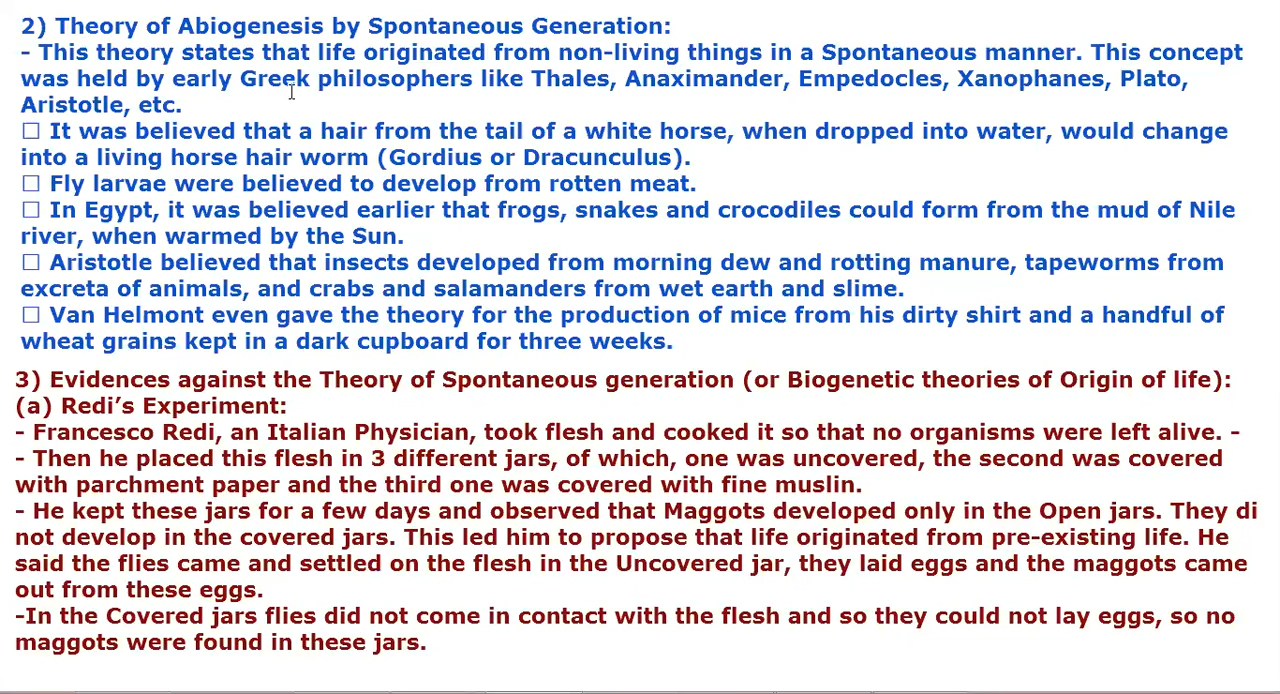 2) Theory of Abiogenesis by Spontaneous Generation:
- This theory states that life originated from non-living things in a Spontaneous manner. This concept
was held by early Greek philosophers like Thales, Anaximander, Empedocles, Xanophanes, Plato,
Aristotle, etc.
☐ It was believed that a hair from the tail of a white horse, when dropped into water, would change
into a living horse hair worm (Gordius or Dracunculus).
☐ Fly larvae were believed to develop from rotten meat.
☐ In Egypt, it was believed earlier that frogs, snakes and crocodiles could form from the mud of Nile
river, when warmed by the Sun.
☐ Aristotle believed that insects developed from morning dew and rotting manure, tapeworms from
excreta of animals, and crabs and salamanders from wet earth and slime.
☐ Van Helmont even gave the theory for the production of mice from his dirty shirt and a handful of
wheat grains kept in a dark cupboard for three weeks.
3) Evidences against the Theory of Spontaneous generation (or Biogenetic theories of Origin of life):
(a) Redi’s Experiment:
- Francesco Redi, an Italian Physician, took flesh and cooked it so that no organisms were left alive. -
- Then he placed this flesh in 3 different jars, of which, one was uncovered, the second was covered
with parchment paper and the third one was covered with fine muslin.
- He kept these jars for a few days and observed that Maggots developed only in the Open jars. They di
not develop in the covered jars. This led him to propose that life originated from pre-existing life. He
said the flies came and settled on the flesh in the Uncovered jar, they laid eggs and the maggots came
out from these eggs.
-In the Covered jars flies did not come in contact with the flesh and so they could not lay eggs, so no
maggots were found in these jars.